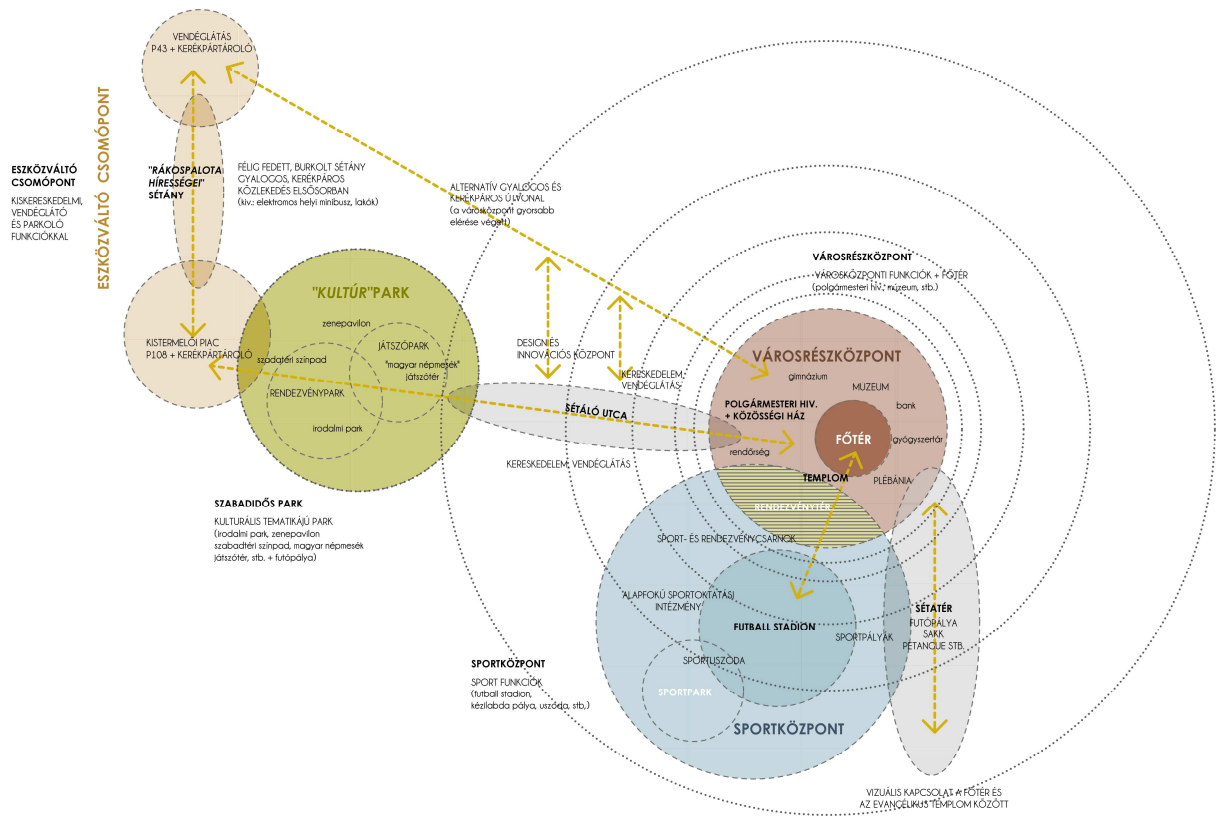 VENDÉGLÁTÁS
P43 + KERÉKPÁRTÁROLÓ
ESZKÖZVÁLTÓ CSOMÓPONT
ESZKÖZVÁLTÓ
CSOMÓPONT
KISKERESKEDELMI,
VENDÉGLÁTÓ
ÉS PARKOLÓ
FUNKCIÓKKAL
"RÁKOSPALOTA
HÍRESSÉGEI"
SÉTÁNY
FÉLIG FEDETT, BURKOLT SÉTÁNY
GYALOGOS, KERÉKPÁROS
KÖZLEKEDÉS ELSŐSORBAN
(kiv.: elektromos helyi minibusz, lakók)
ALTERNATÍV GYALOGOS ÉS
KERÉKPÁROS ÚTVONAL
(a városközpont gyorsabb
elérése végett)
KISTERMELŐI PIAC
P108 + KERÉKPÁRTÁROLÓ
"KULTÚR"PARK
zenepavilon
szadatéri színpad
JÁTSZÓPARK
"magyar népmesék"
játszótér
RENDEZVÉNYPARK
irodalmi park
SZABADIDŐS PARK
KULTURÁLIS TEMATIKÁJÚ PARK
(irodalmi park, zenepavilon
szabadtéri színpad, magyar népmesék
játszótér, stb. + futópálya)
DESIGN ÉS
INNOVÁCIÓS KÖZPONT
KERESKEDELEM,
VENDÉGLÁTÁS
SÉTÁLÓ UTCA
KERESKEDELEM, VENDÉGLÁTÁS
VÁROSRÉSZKÖZPONT
VÁROSKÖZPONTI FUNKCIÓK + FŐTÉR
(polgármesteri hiv., múzeum, stb.)
VÁROSRÉSZKÖZPONT
gimnázium
MUZEUM
bank
POLGÁRMESTERI HIV.
+ KÖZÖSSÉGI HÁZ
FŐTÉR
gyógyszertár
rendőrség
TEMPLOM
PLÉBÁNIA
RENDEZVÉNYTÉR
SPORT- ÉS RENDEZVÉNYCSARNOK
ALAPFOKÚ SPORTOKTATÁSI
INTÉZMÉNY
FUTBALL STADION
SPORTPÁLYÁK
SPORTUSZODA
SPORTPARK
SPORTKÖZPONT
SPORTKÖZPONT
SPORT FUNKCIÓK
(futball stadion,
kézilabda pálya, uszoda, stb,)
SÉTATÉR
FUTÓPÁLYA
SAKK
PETANQUE STB.
VIZUÁLIS KAPCSOLAT A FŐTÉR ÉS
AZ EVANGÉLIKUS TEMPLOM KÖZÖTT